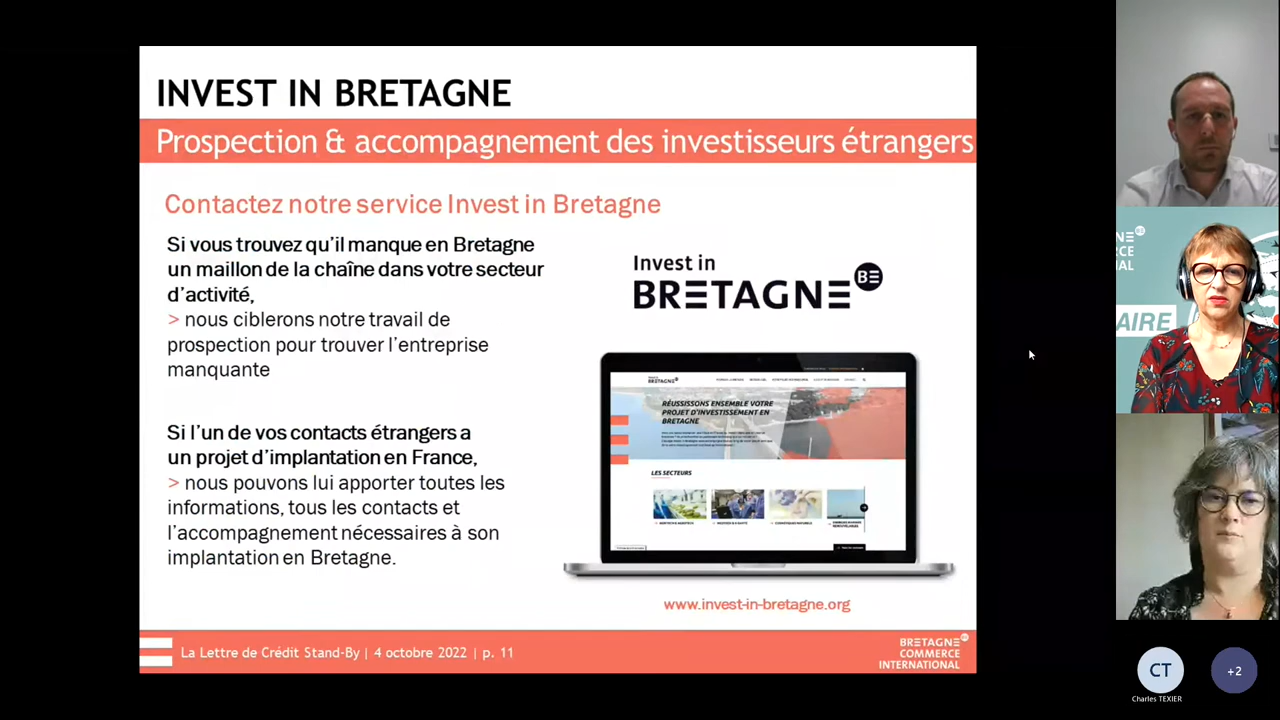 INVEST IN BRETAGNE
Prospection & accompagnement des investisseurs étrangers
Contactez notre service Invest in Bretagne
Si vous trouvez qu'il manque en Bretagne
un maillon de la chaîne dans votre secteur
d'activité,
> nous ciblerons notre travail de
prospection pour trouver l'entreprise
manquante
Si l'un de vos contacts étrangers a
un projet d'implantation en France,
> nous pouvons lui apporter toutes les
informations, tous les contacts et
l'accompagnement nécessaires à son
implantation en Bretagne.
Invest in
BRETAGNE BE
BRETAGNE
RÉUSSISSONS ENSEMBLE VOTRE
PROJET D'INVESTISSEMENT EN
BRETAGNE
LES SECTEURS
www.invest-in-bretagne.org
La Lettre de Crédit Stand-By | 4 octobre 2022 | p. 11
BRETAGNE
COMMERCE
INTERNATIONAL
NE
RCE
NAL
AIRE
CT
+2
Charles TEXIER